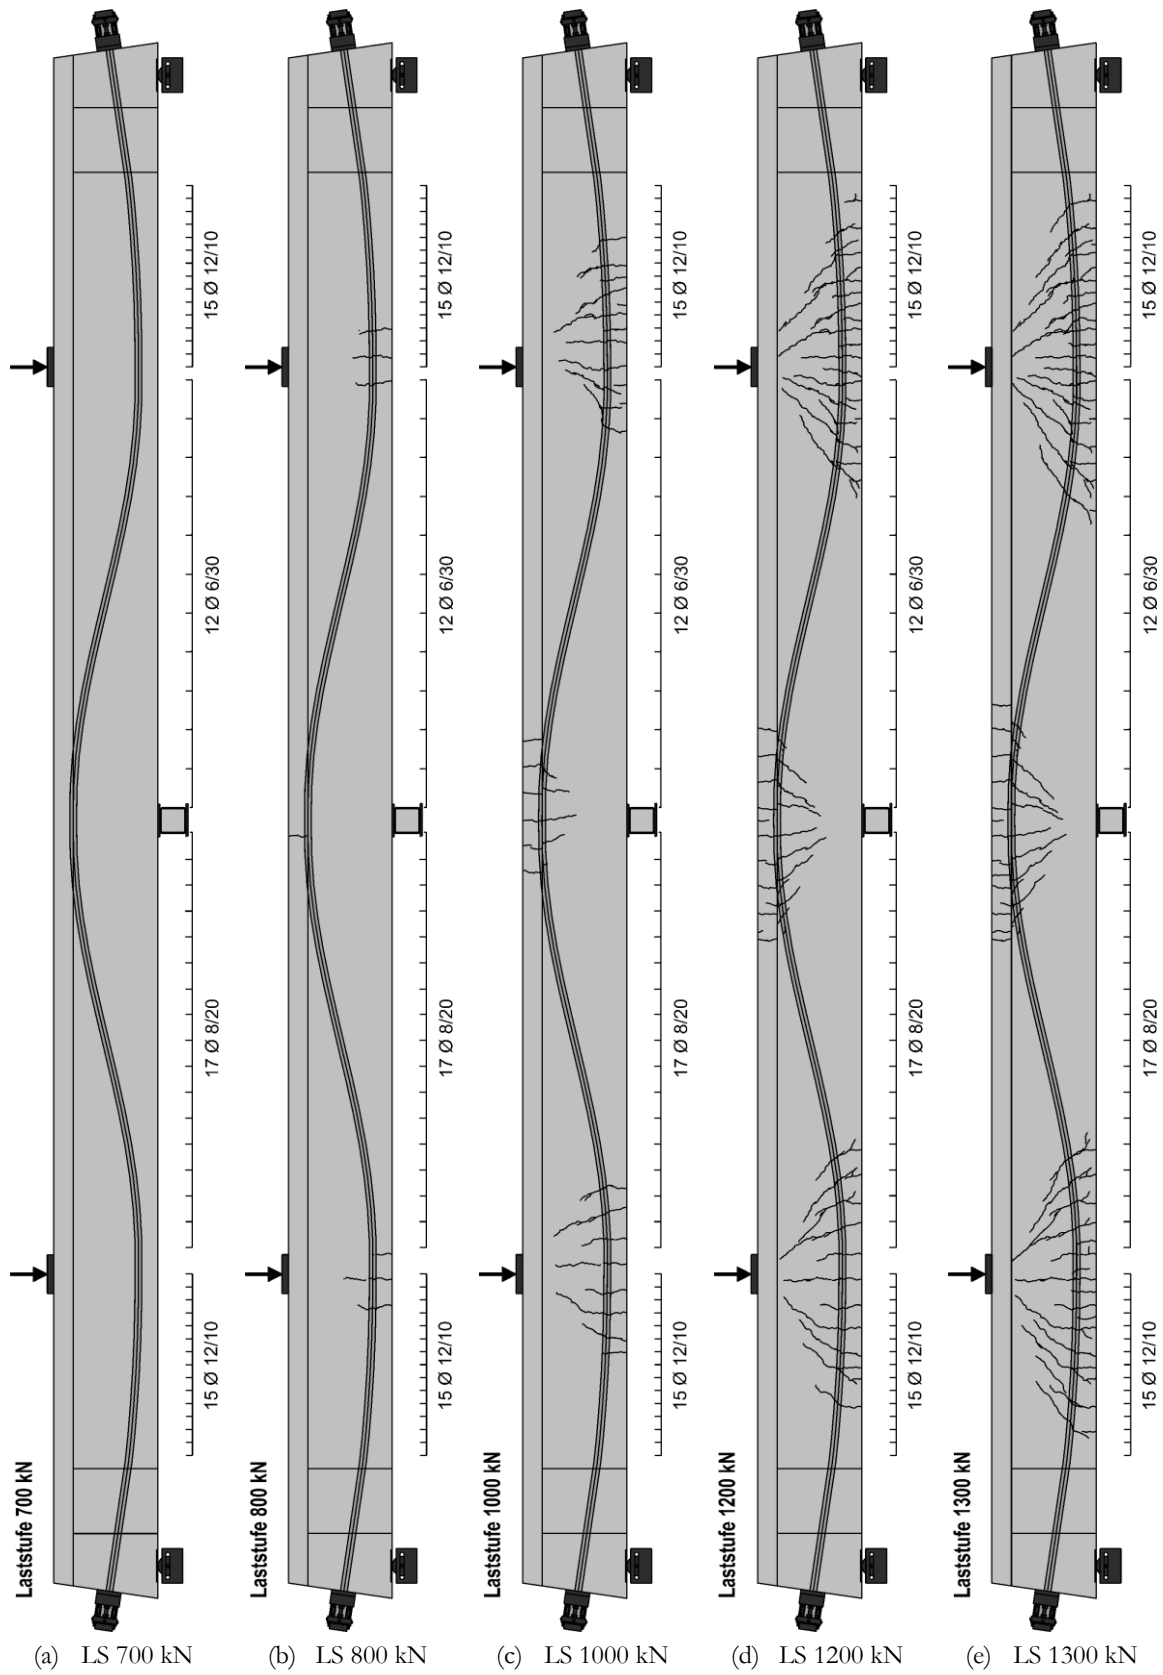 Laststufe 700 kN
15 Ø 12/10
17 Ø 8/20
12 Ø 6/30
15 Ø 12/10
(a) LS 700 kN
Laststufe 800 kN
15 Ø 12/10
17 Ø 8/20
12 Ø 6/30
15 Ø 12/10
(b) LS 800 kN
Laststufe 1000 kN
15 Ø 12/10
17 Ø 8/20
12 Ø 6/30
15 Ø 12/10
(c) LS 1000 kN
Laststufe 1200 kN
15 Ø 12/10
17 Ø 8/20
12 Ø 6/30
15 Ø 12/10
(d) LS 1200 kN
Laststufe 1300 kN
15 Ø 12/10
17 Ø 8/20
12 Ø 6/30
15 Ø 12/10
(e) LS 1300 kN